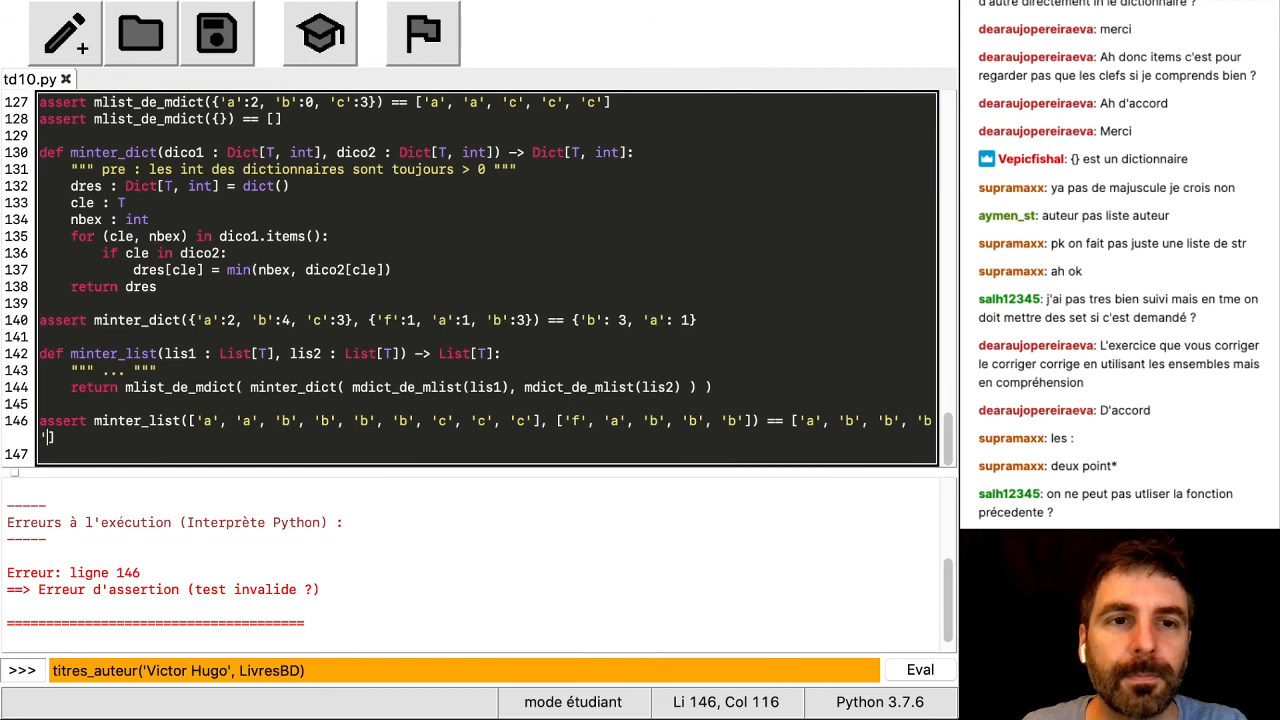 td10.py
127 assert mlist_de_mdict({'a':2, 'b':0, 'c':3}) == ['a', 'a', 'c', 'c', 'c']
128 assert mlist_de_mdict({}) == []
129
130 def minter_dict(dico1 : Dict[T, int], dico2 : Dict[T, int]) -> Dict[T, int]:
131 """ pre : les int des dictionnaires sont toujours > 0 """
132 dres : Dict[T, int] = dict()
133 cle : T
134 nbex : int
135 for (cle, nbex) in dico1.items():
136 if cle in dico2:
137 dres[cle] = min(nbex, dico2[cle])
138 return dres
139
140 assert minter_dict({'a':2, 'b':4, 'c':3}, {'f':1, 'a':1, 'b':3}) == {'b': 3, 'a': 1}
141
142 def minter_list(lis1 : List[T], lis2 : List[T]) -> List[T]:
143 """ ... """
144 return mlist_de_mdict( minter_dict( mdict_de_mlist(lis1), mdict_de_mlist(lis2) ) )
145
146 assert minter_list(['a', 'a', 'b', 'b', 'b', 'b', 'c', 'c', 'c'], ['f', 'a', 'b', 'b', 'b']) == ['a', 'b', 'b', 'b
']
147
-----
Erreurs à l'exécution (Interprète Python) :
-----
Erreur: ligne 146
==> Erreur d'assertion (test invalide ?)
======================================
>>> titres_auteur('Victor Hugo', LivresBD) Eval
mode étudiant Li 146, Col 116 Python 3.7.6
d'autre directement in le dictionnaire ?
dearaujopereiraeva: merci
dearaujopereiraeva: Ah donc items c'est pour
regarder pas que les clefs si je comprends bien ?
dearaujopereiraeva: Ah d'accord
dearaujopereiraeva: Merci
Vepicfishal: {} est un dictionnaire
supramaxx: ya pas de majuscule je crois non
aymen_st: auteur pas liste auteur
supramaxx: pk on fait pas juste une liste de str
supramaxx: ah ok
salh12345: j'ai pas tres bien suivi mais en tme on
doit mettre des set si c'est demandé ?
dearaujopereiraeva: L'exercice que vous corriger
le corriger corrige en utilisant les ensembles mais
en compréhension
dearaujopereiraeva: D'accord
supramaxx: les :
supramaxx: deux point*
salh12345: on ne peut pas utliser la fonction
précedente ?